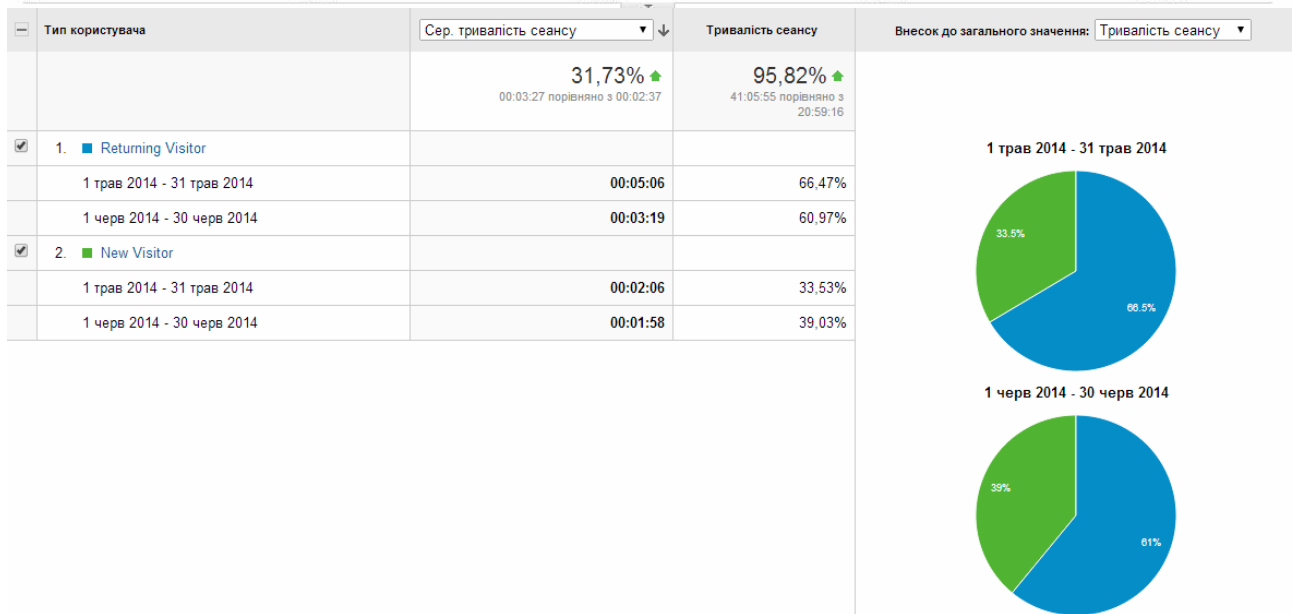 Тип користувача
Сер. тривалість сеансу
Тривалість сеансу
Внесок до загального значення: Тривалість сеансу
31,73%
00:03:27 порівняно з 00:02:37
95,82%
41:05:55 порівняно з
20:59:16
1. Returning Visitor
1 трав 2014 - 31 трав 2014 00:05:06 66,47%
1 черв 2014 - 30 черв 2014 00:03:19 60,97%
2. New Visitor
1 трав 2014 - 31 трав 2014 00:02:06 33,53%
1 черв 2014 - 30 черв 2014 00:01:58 39,03%
1 трав 2014 - 31 трав 2014
33.5%
66.5%
1 черв 2014 - 30 черв 2014
39%
61%